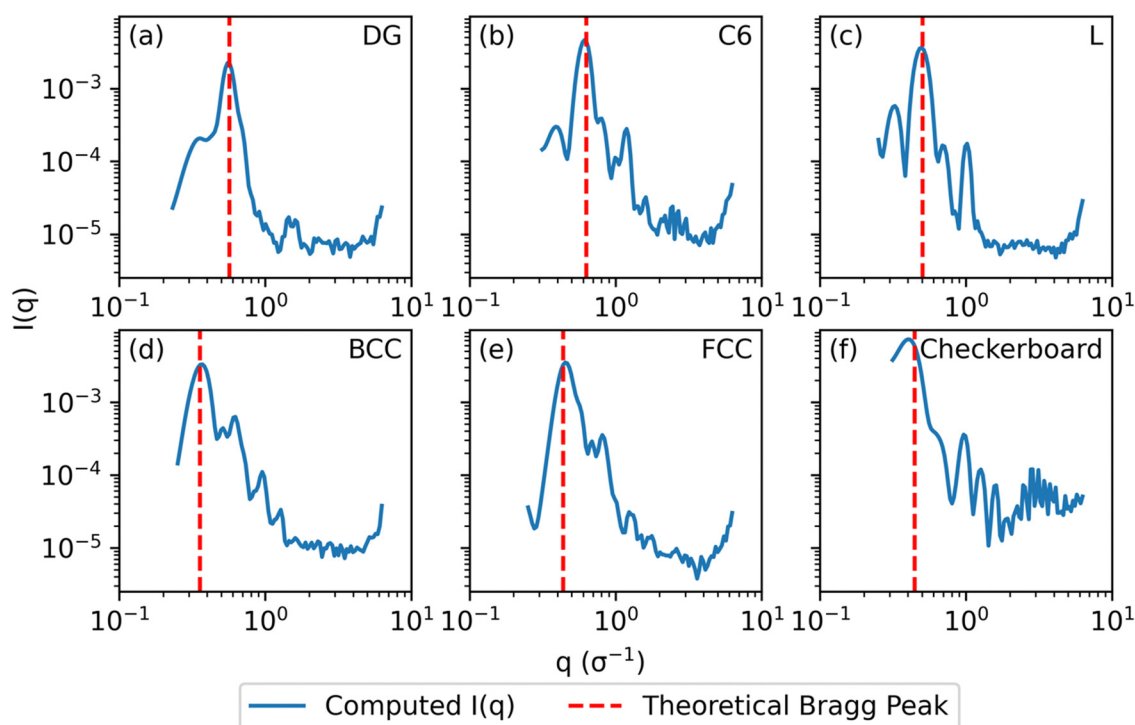 (a) DG
(b) C6
(c) L
10⁻³
10⁻⁴
10⁻⁵
10⁻¹ 10⁰ 10¹
10⁻¹ 10⁰ 10¹
10⁻¹ 10⁰ 10¹
I(q)
(d) BCC
(e) FCC
(f) Checkerboard
10⁻³
10⁻⁴
10⁻⁵
10⁻¹ 10⁰ 10¹
10⁻¹ 10⁰ 10¹
10⁻¹ 10⁰ 10¹
q (σ⁻¹)
Computed I(q) Theoretical Bragg Peak